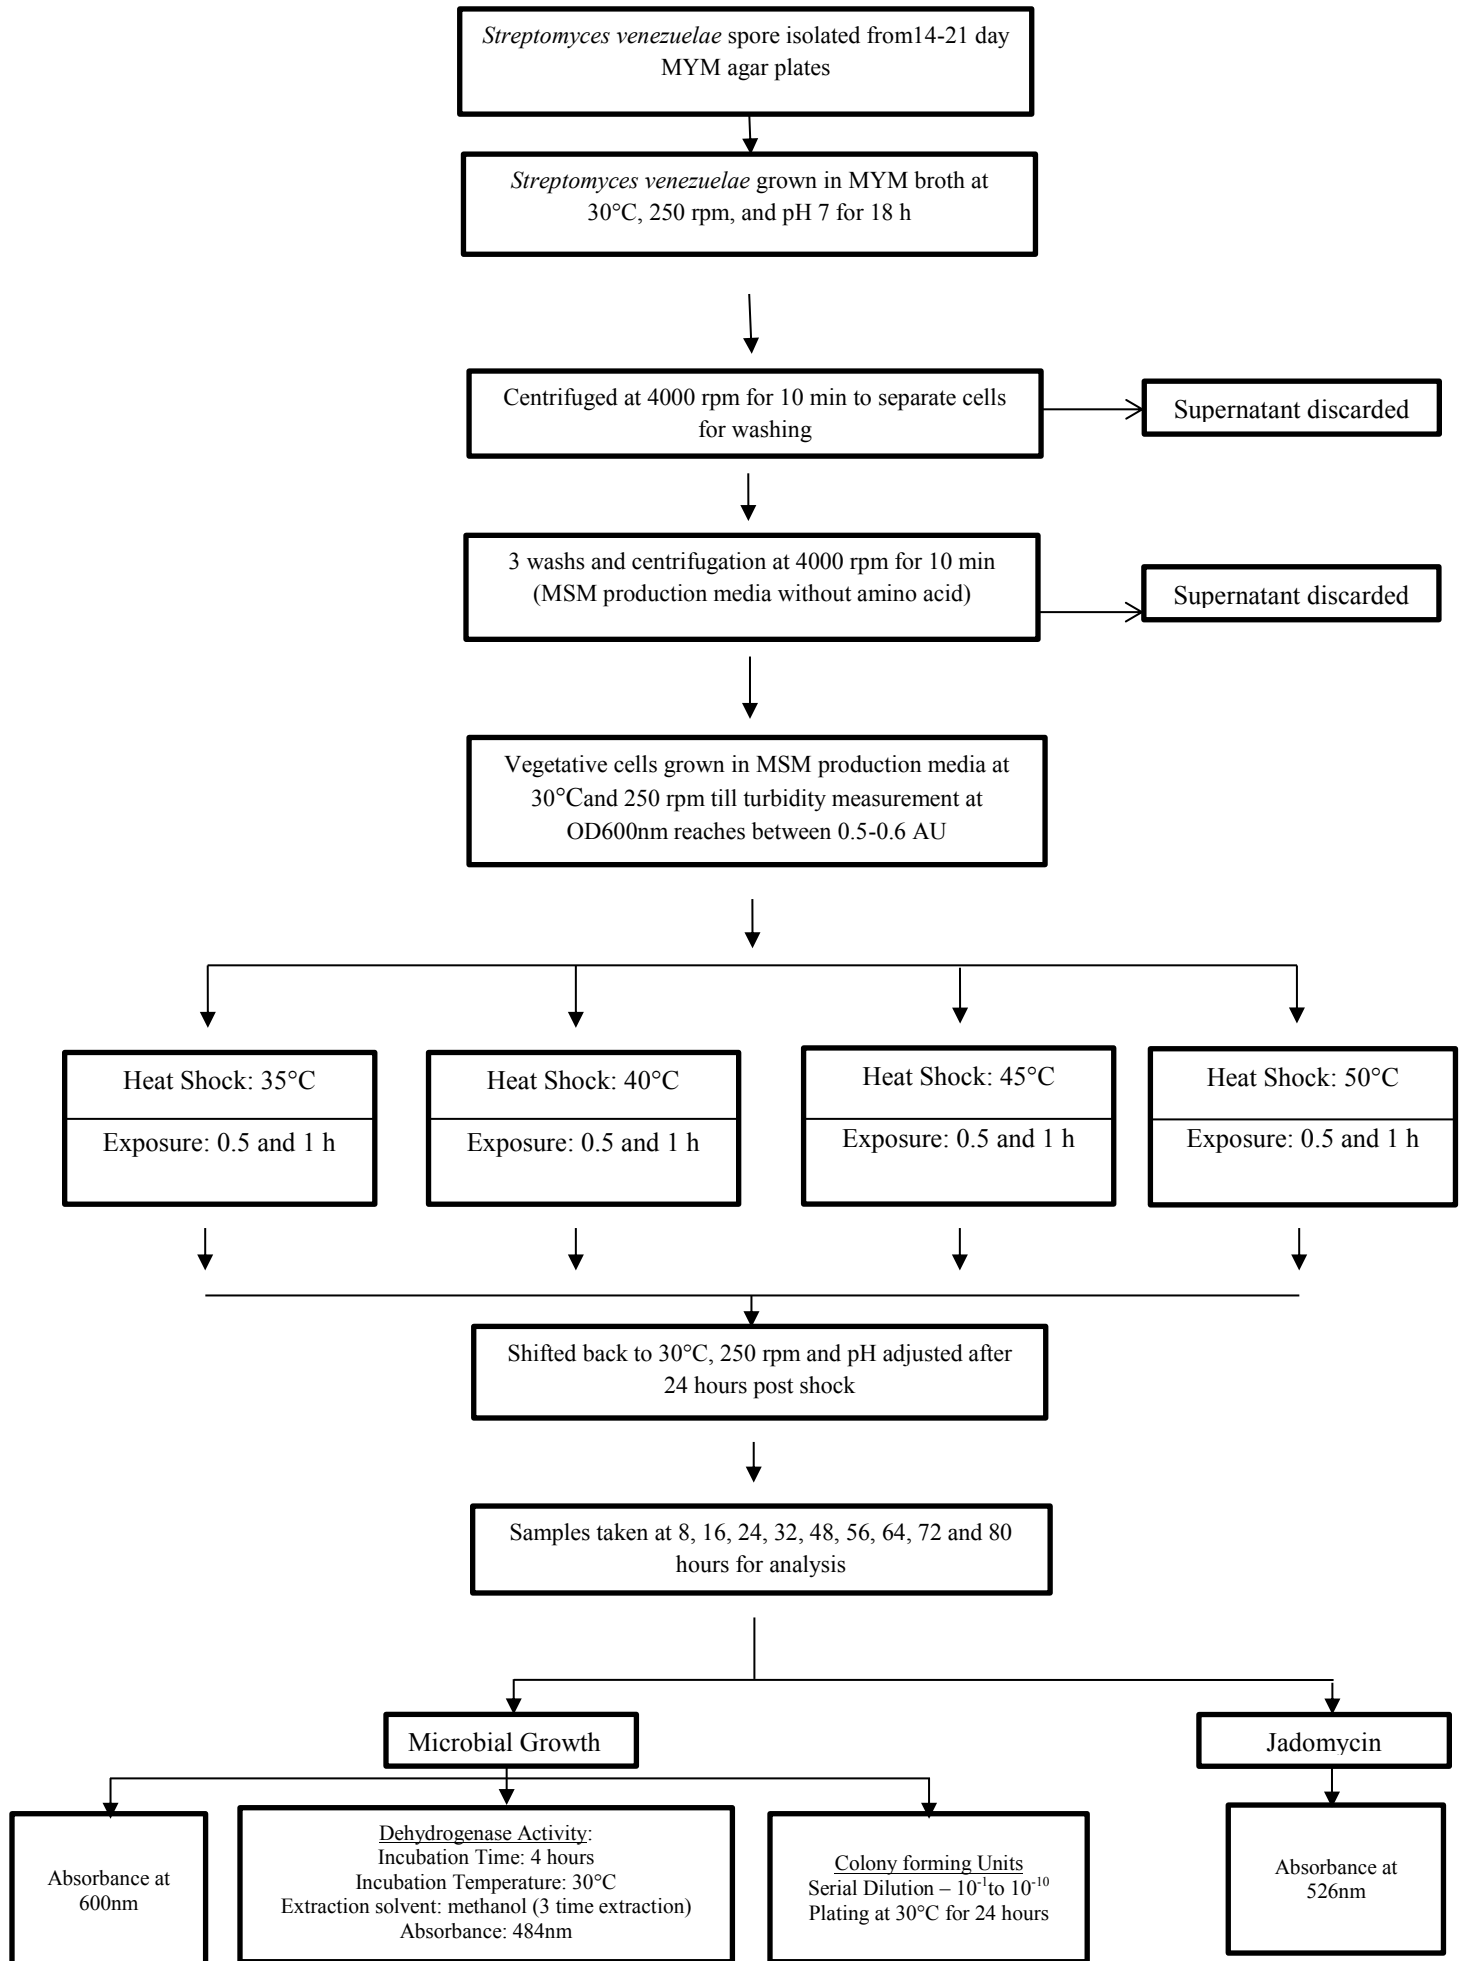 Streptomyces venezuelae spore isolated from14-21 day
MYM agar plates
Streptomyces venezuelae grown in MYM broth at
30°C, 250 rpm, and pH 7 for 18 h
Centrifuged at 4000 rpm for 10 min to separate cells
for washing
Supernatant discarded
3 washs and centrifugation at 4000 rpm for 10 min
(MSM production media without amino acid)
Supernatant discarded
Vegetative cells grown in MSM production media at
30°Cand 250 rpm till turbidity measurement at
OD600nm reaches between 0.5-0.6 AU
Heat Shock: 35°C
Exposure: 0.5 and 1 h
Heat Shock: 40°C
Exposure: 0.5 and 1 h
Heat Shock: 45°C
Exposure: 0.5 and 1 h
Heat Shock: 50°C
Exposure: 0.5 and 1 h
Shifted back to 30°C, 250 rpm and pH adjusted after
24 hours post shock
Samples taken at 8, 16, 24, 32, 48, 56, 64, 72 and 80
hours for analysis
Microbial Growth
Jadomycin
Absorbance at
600nm
Dehydrogenase Activity:
Incubation Time: 4 hours
Incubation Temperature: 30°C
Extraction solvent: methanol (3 time extraction)
Absorbance: 484nm
Colony forming Units
Serial Dilution – 10⁻¹to 10⁻¹⁰
Plating at 30°C for 24 hours
Absorbance at
526nm